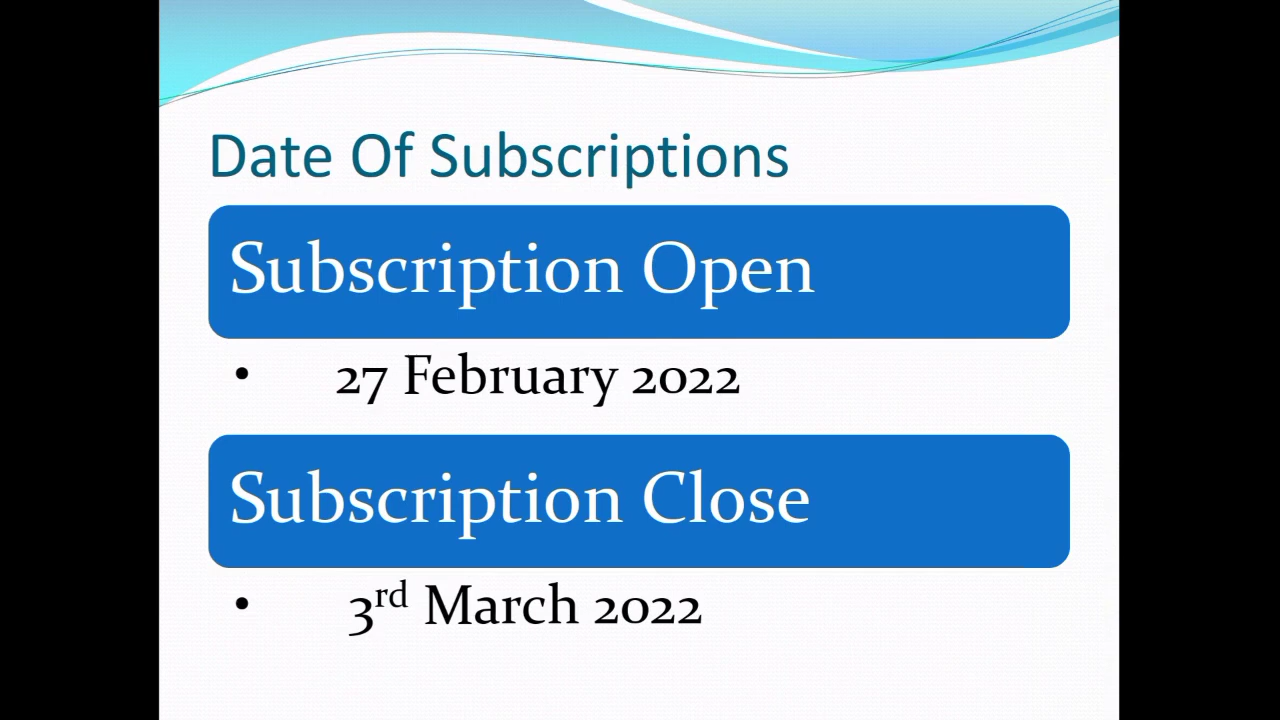 Date Of Subscriptions
Subscription Open
• 27 February 2022
Subscription Close
• 3rd March 2022